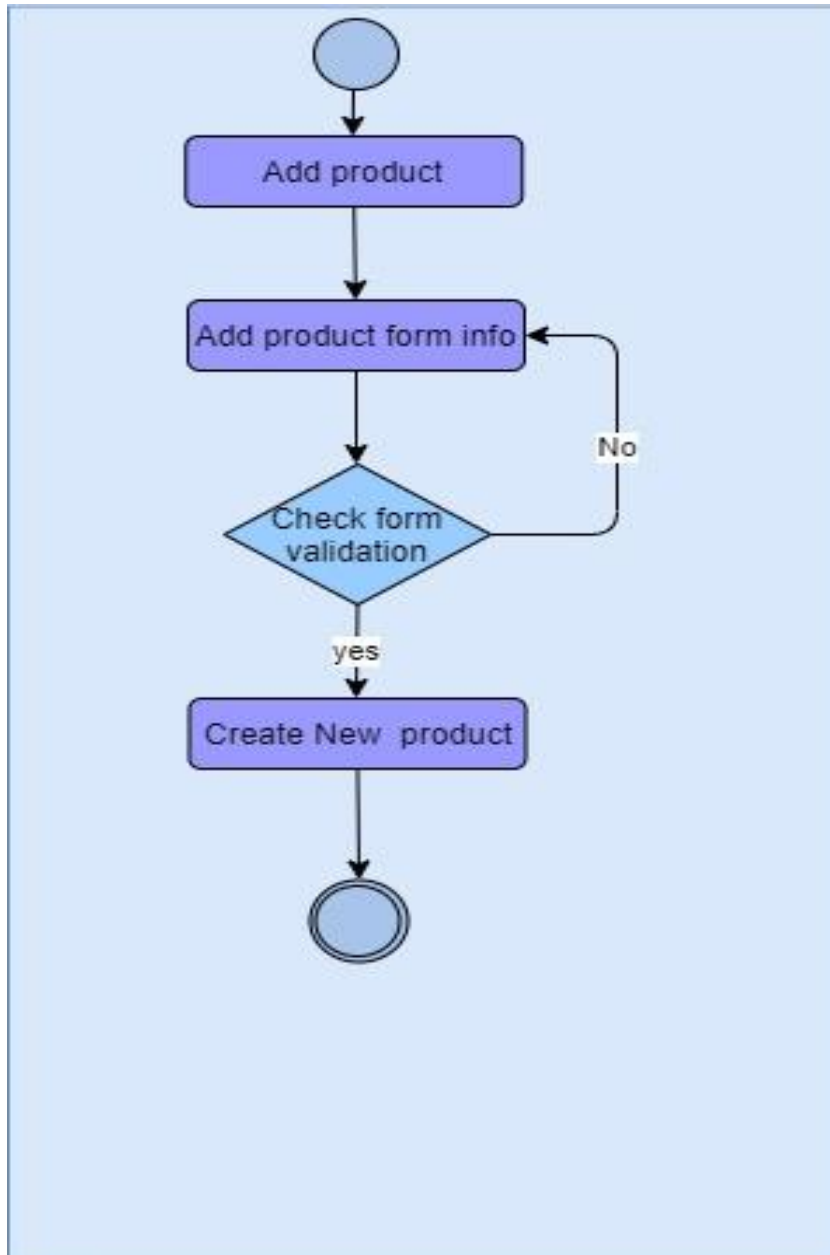 Add product
Add product form info
No
Check form
validation
yes
Create New  product